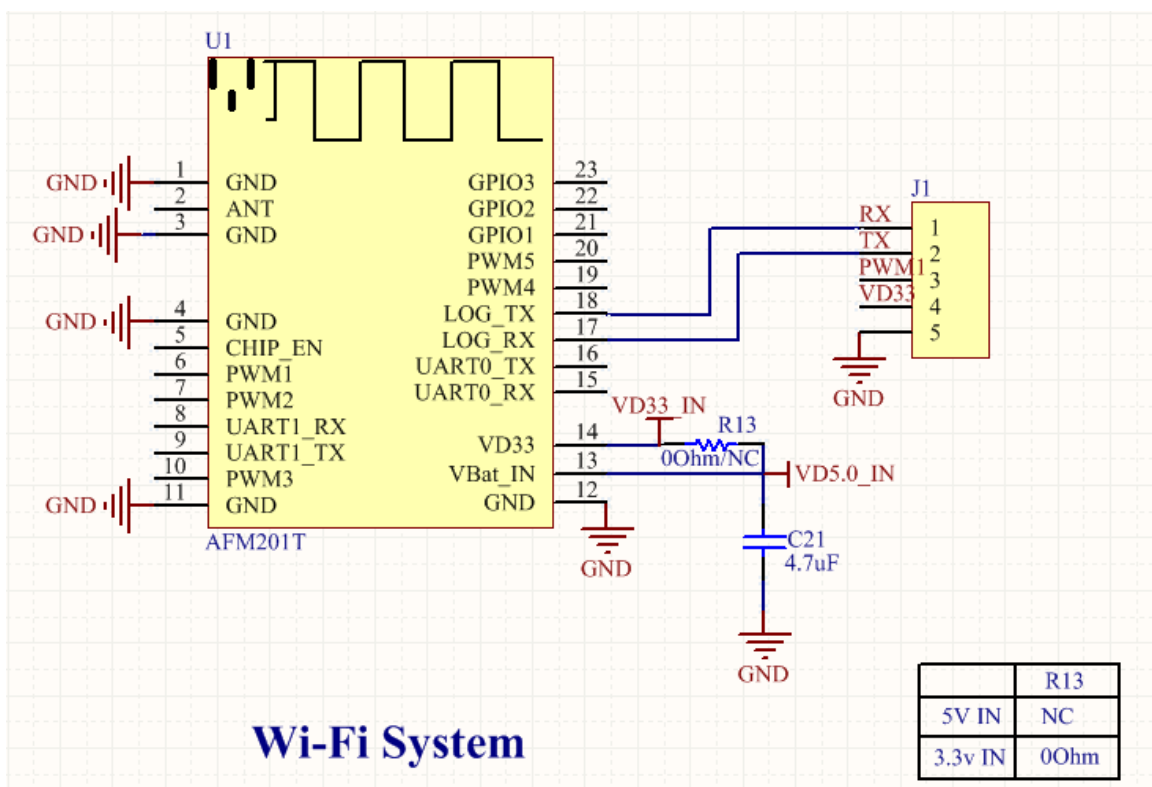 U1
GND 1 GND
2 ANT
GND 3 GND
GND 4 GND
5 CHIP_EN
6 PWM1
7 PWM2
8 UART1_RX
9 UART1_TX
10 PWM3
GND 11 GND
AFM201T
GPIO3 23
GPIO2 22
GPIO1 21
PWM5 20
PWM4 19
LOG_TX 18
LOG_RX 17
UART0_TX 16
UART0_RX 15
VD33 14
VBat_IN 13
GND 12
GND
VD33_IN
R13
0Ohm/NC
VD5.0_IN
C21
4.7uF
GND
J1
RX 1
TX 2
PWM1 3
VD33 4
5
GND
Wi-Fi System
R13
5V IN NC
3.3v IN 0Ohm